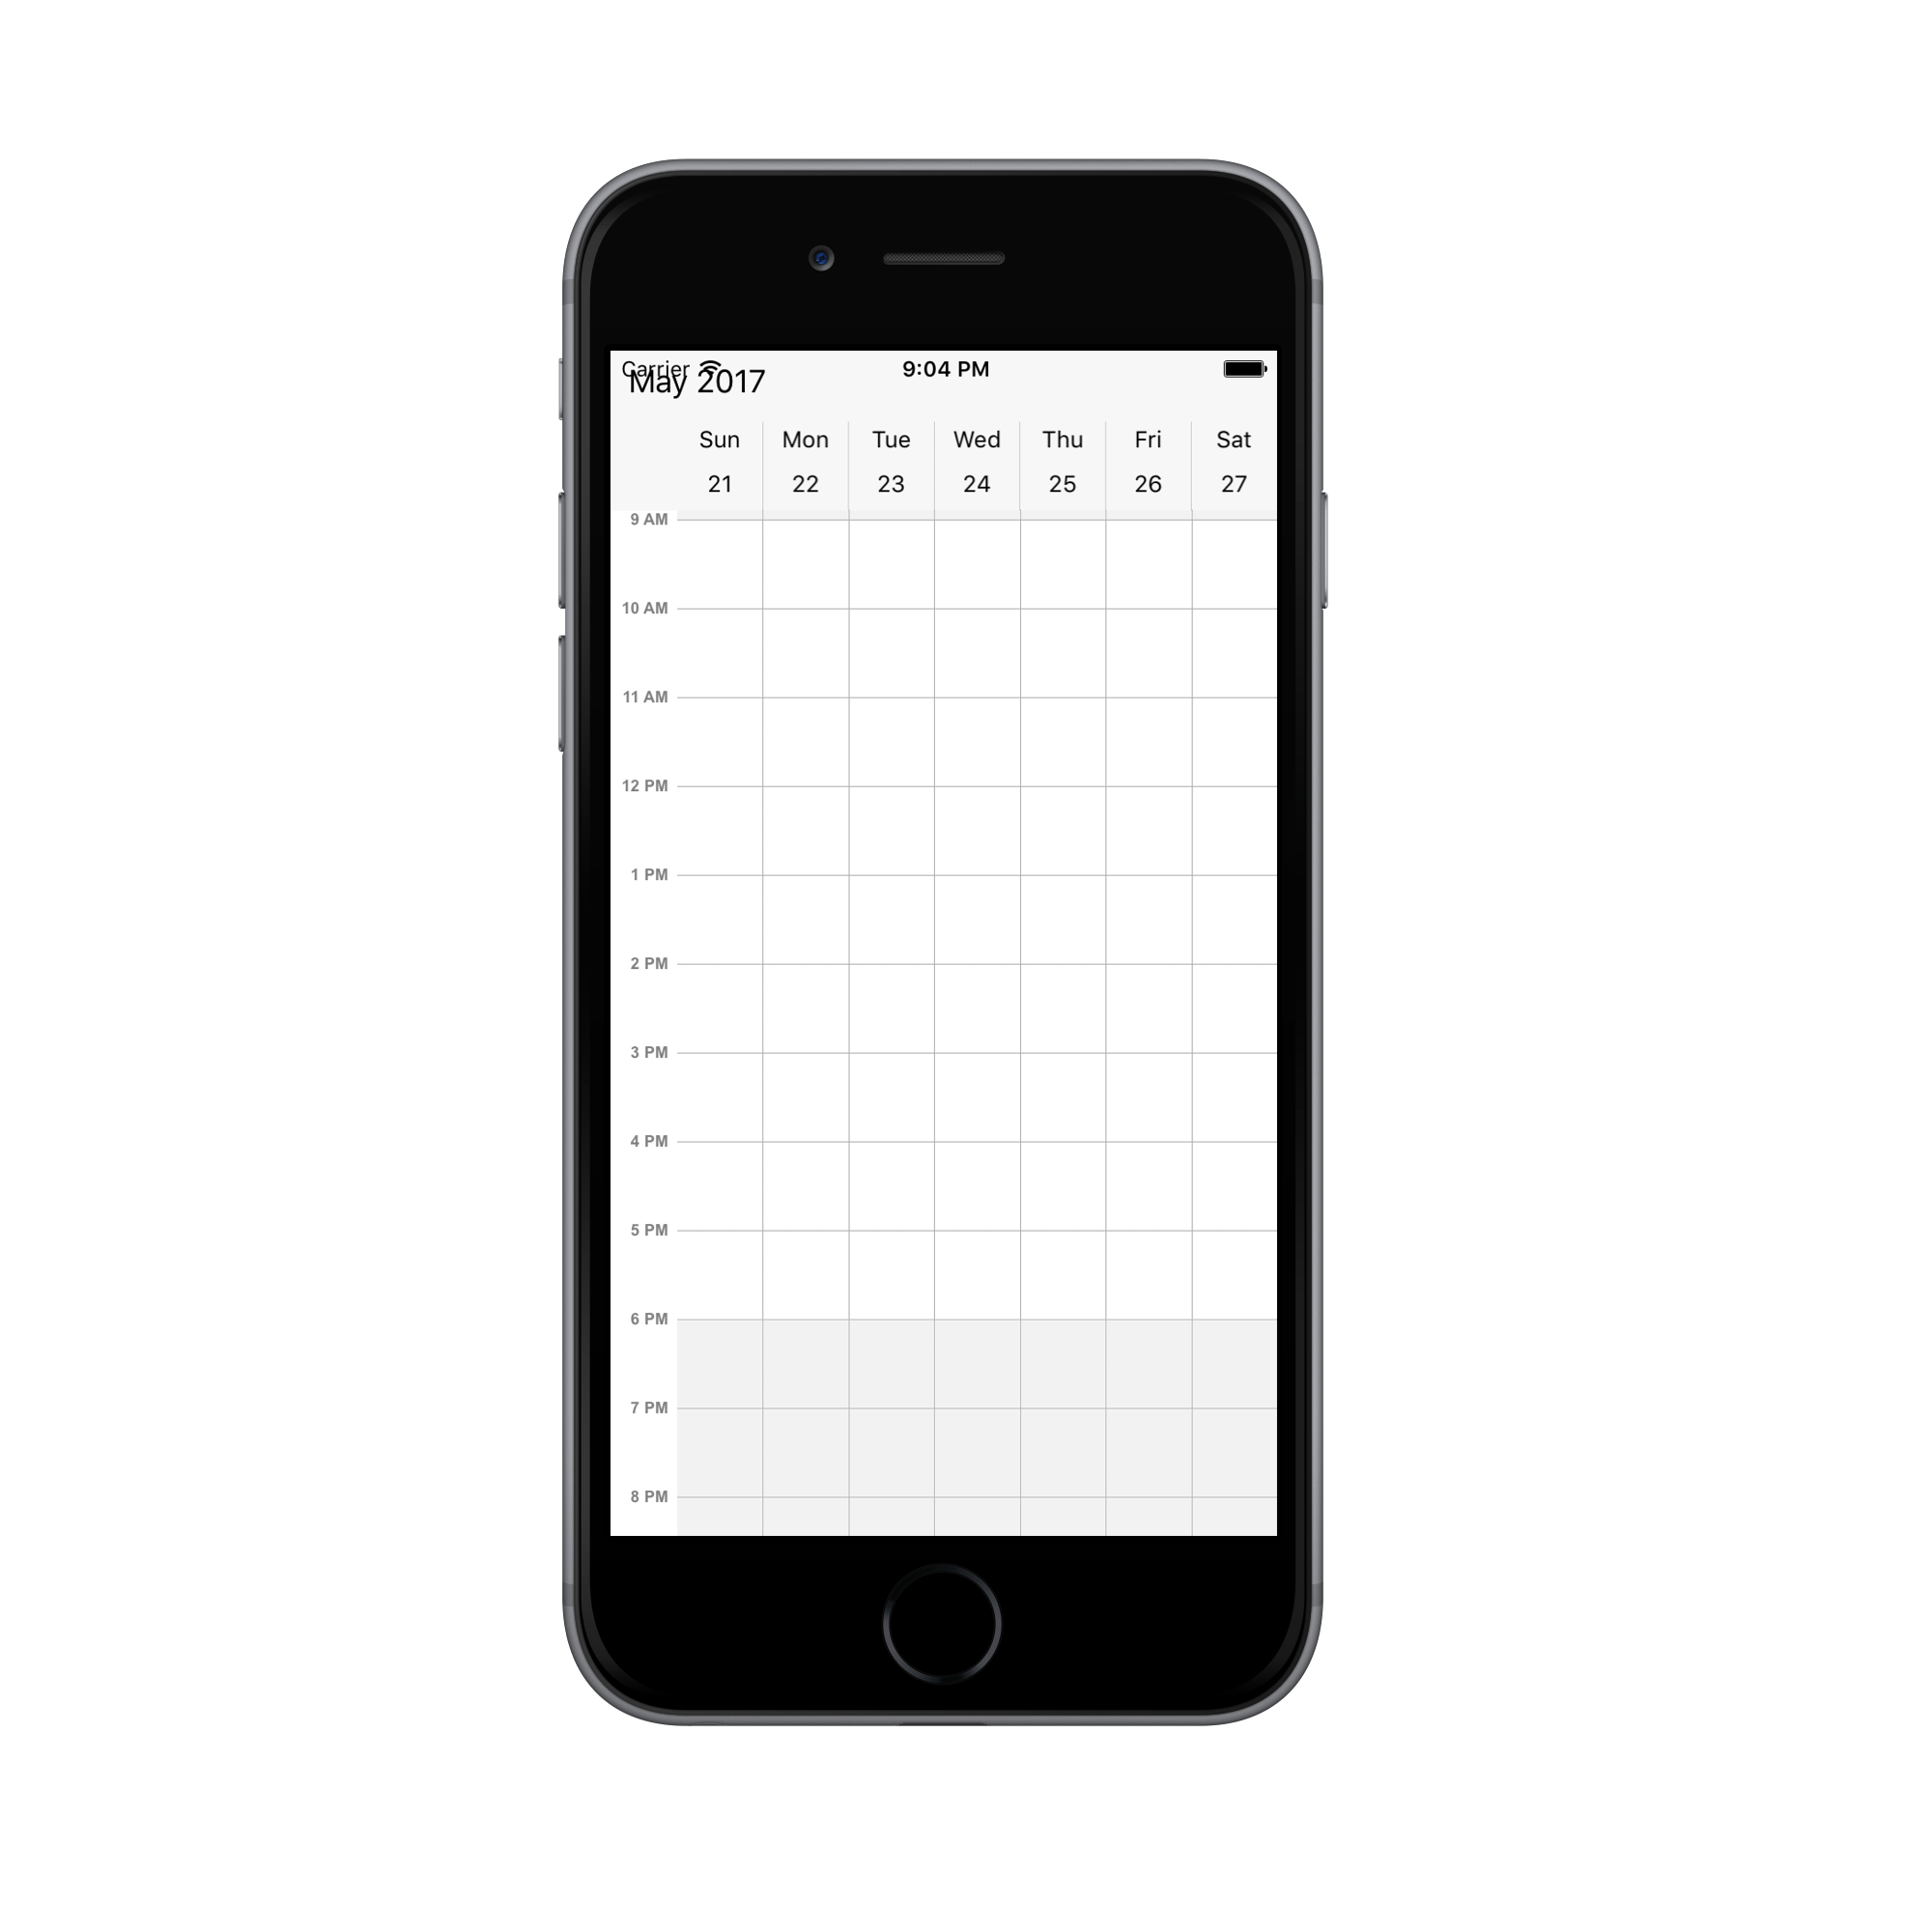 Carrier 9:04 PM
May 2017
Sun Mon Tue Wed Thu Fri Sat
21 22 23 24 25 26 27
9 AM
10 AM
11 AM
12 PM
1 PM
2 PM
3 PM
4 PM
5 PM
6 PM
7 PM
8 PM